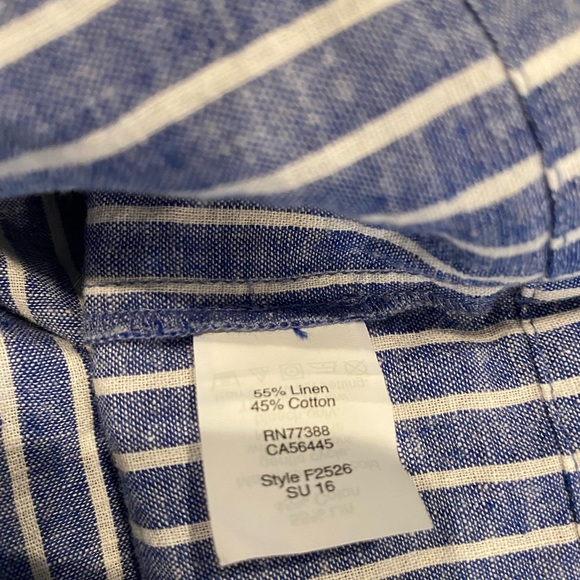 55% Linen
45% Cotton
RN77388
CA56445
Style F2526
SU 16